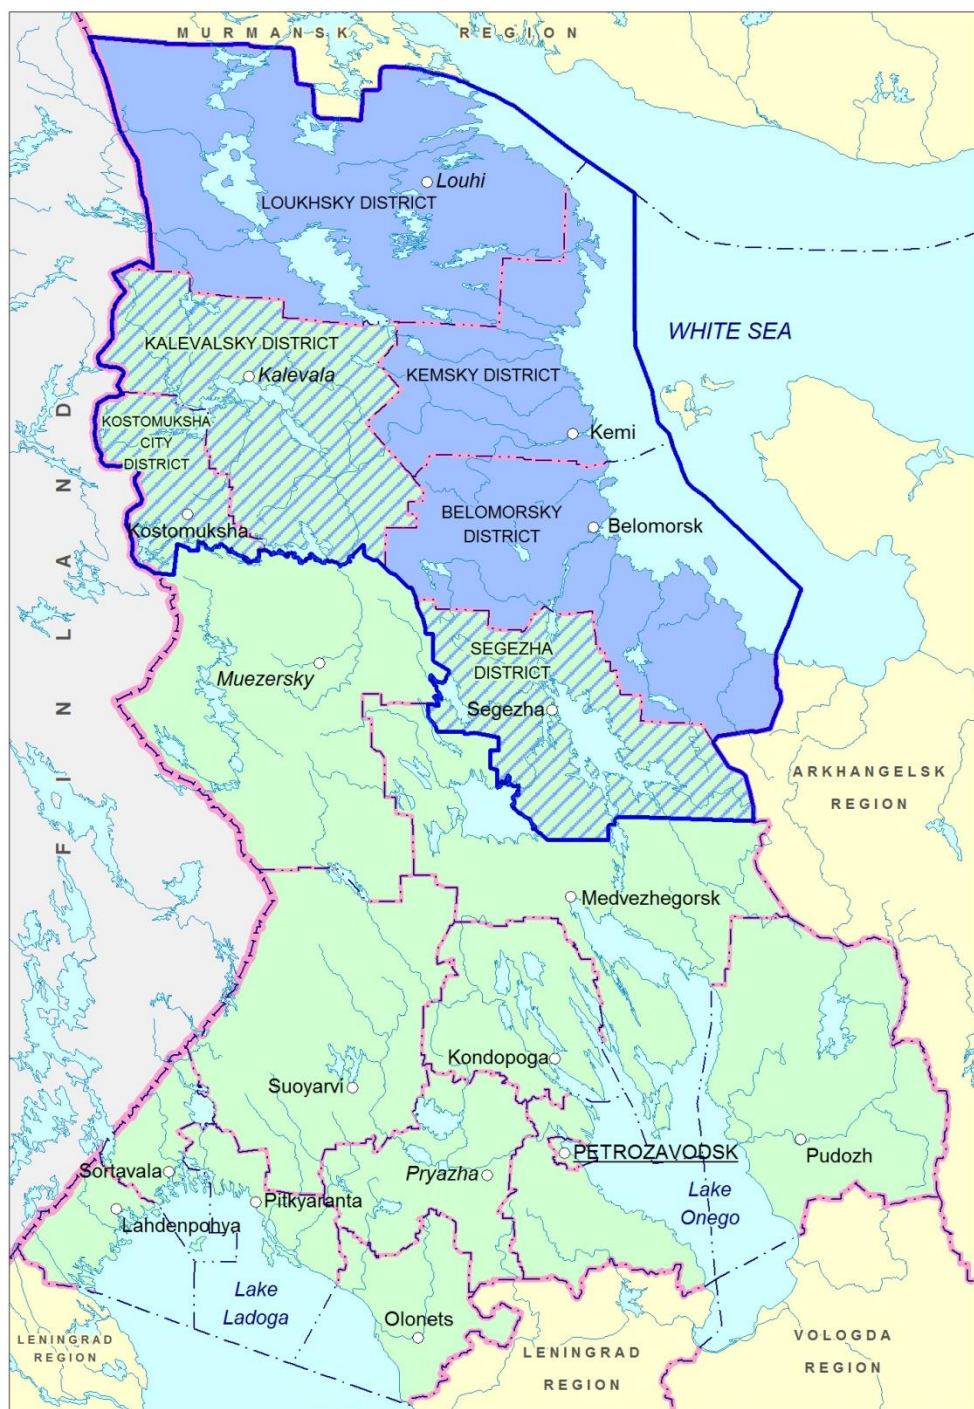 MURMANSK REGION
Louhi
LOUKHSKY DISTRICT
WHITE SEA
KALEVALSKY DISTRICT
Kalevala
KEMSKY DISTRICT
KOSTOMUKSHA
CITY
DISTRICT
Kemi
FINLAND
BELOMORSKY
DISTRICT
Kostomuksha
Belomorsk
SEGEZHA
DISTRICT
Muezersky
Segezha
ARKHANGELSK
REGION
Medvezhegorsk
Kondopoga
Suoyarvi
PETROZAVODSK
Pudozh
Sortavala
Pryazha
Pitkyaranta
Lahdenpohya
Lake
Onego
Lake
Ladoga
Olonets
LENINGRAD
REGION
LENINGRAD
REGION
VOLOGDA
REGION